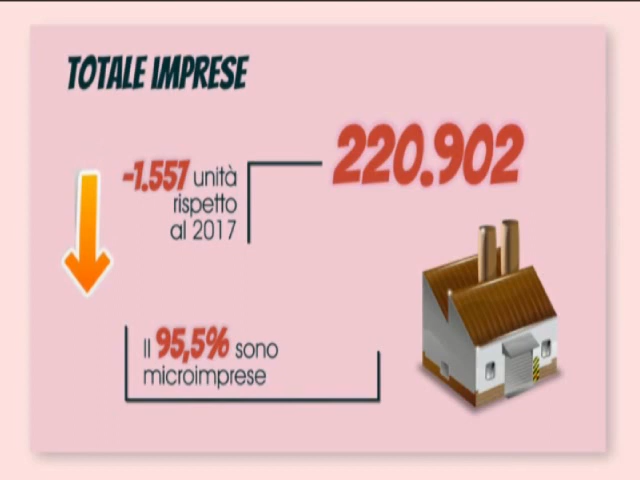 TOTALE IMPRESE
220.902
-1.557 unità
rispetto
al 2017
Il 95,5% sono
microimprese